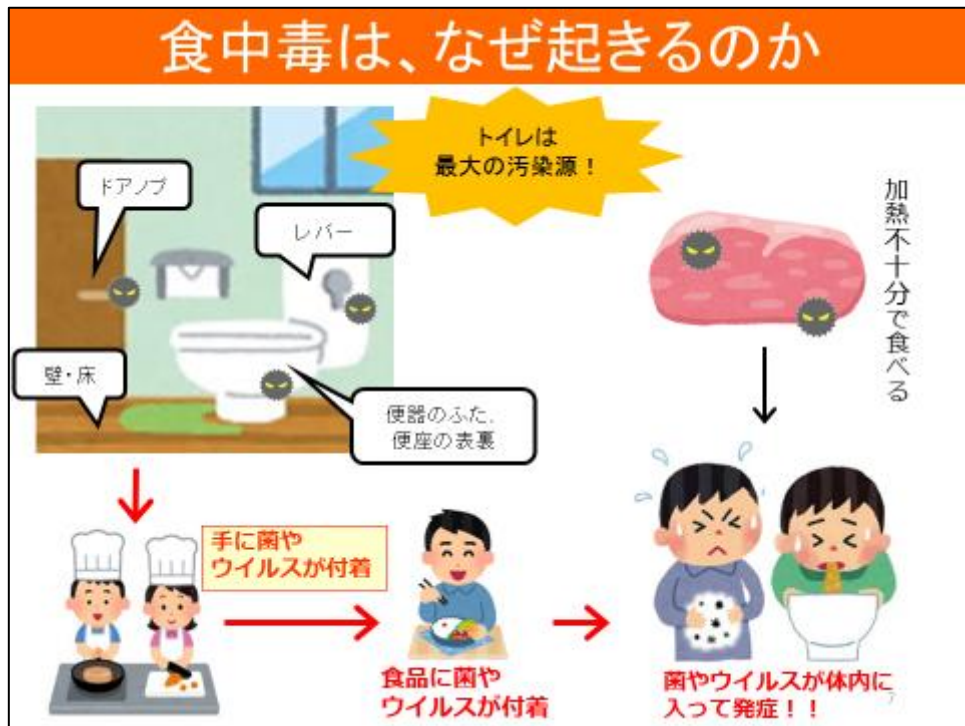 食中毒は、なぜ起きるのか
トイレは
最大の汚染源！
ドアノブ
レバー
壁・床
便器のふた、
便座の表裏
加熱不十分で食べる
手に菌や
ウイルスが付着
食品に菌や
ウイルスが付着
菌やウイルスが体内に
入って発症！！
7